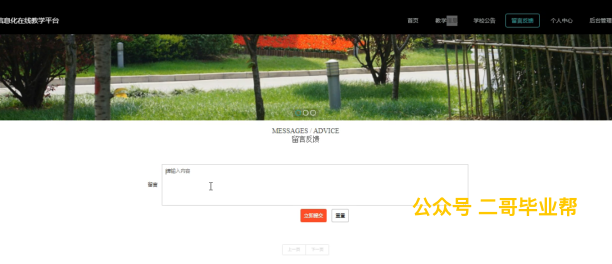 信息化在线教学平台
首页 教学 学校公告 留言反馈 个人中心 后台管理
MESSAGES / ADVICE
留言反馈
请输入内容
留言
公众号 二哥毕业帮
立即提交 重置
上一页 下一页